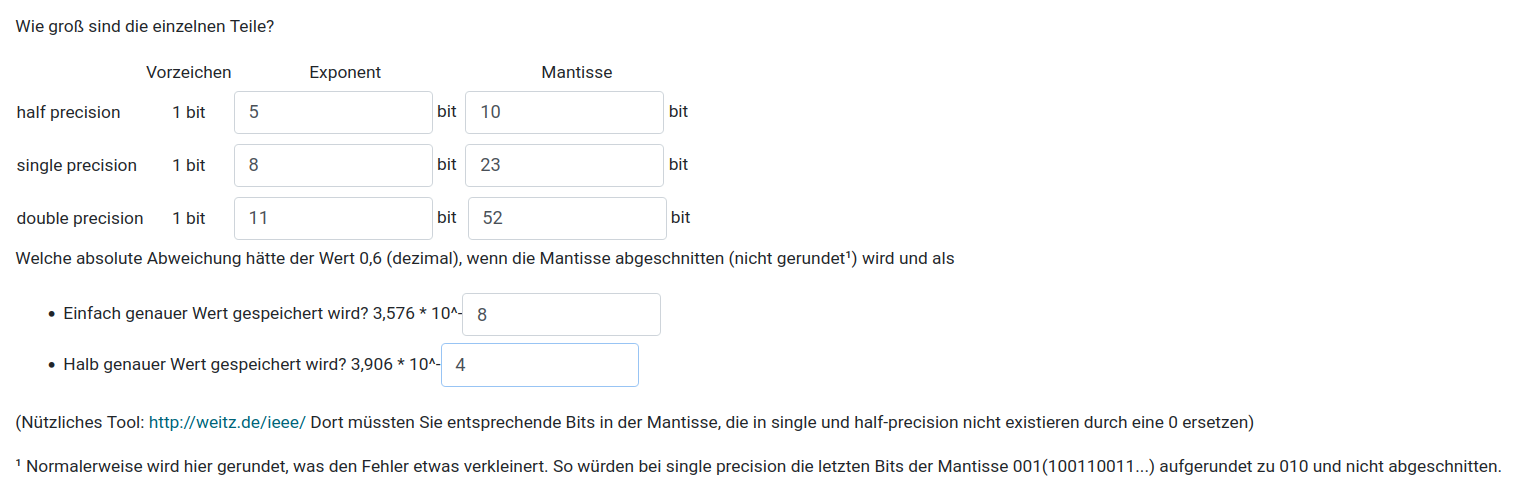 Wie groß sind die einzelnen Teile?
Vorzeichen Exponent Mantisse
half precision 1 bit 5 bit 10 bit
single precision 1 bit 8 bit 23 bit
double precision 1 bit 11 bit 52 bit
Welche absolute Abweichung hätte der Wert 0,6 (dezimal), wenn die Mantisse abgeschnitten (nicht gerundet¹) wird und als
• Einfach genauer Wert gespeichert wird? 3,576 * 10^- 8
• Halb genauer Wert gespeichert wird? 3,906 * 10^- 4
(Nützliches Tool: http://weitz.de/ieee/ Dort müssten Sie entsprechende Bits in der Mantisse, die in single und half-precision nicht existieren durch eine 0 ersetzen)
¹ Normalerweise wird hier gerundet, was den Fehler etwas verkleinert. So würden bei single precision die letzten Bits der Mantisse 001(100110011...) aufgerundet zu 010 und nicht abgeschnitten.